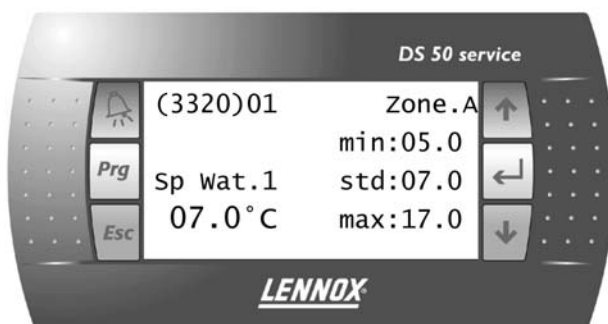 DS 50 service
(3320)01 Zone.A
min:05.0
Prg
Sp Wat.1 std:07.0
07.0°C max:17.0
Esc
LENNOX